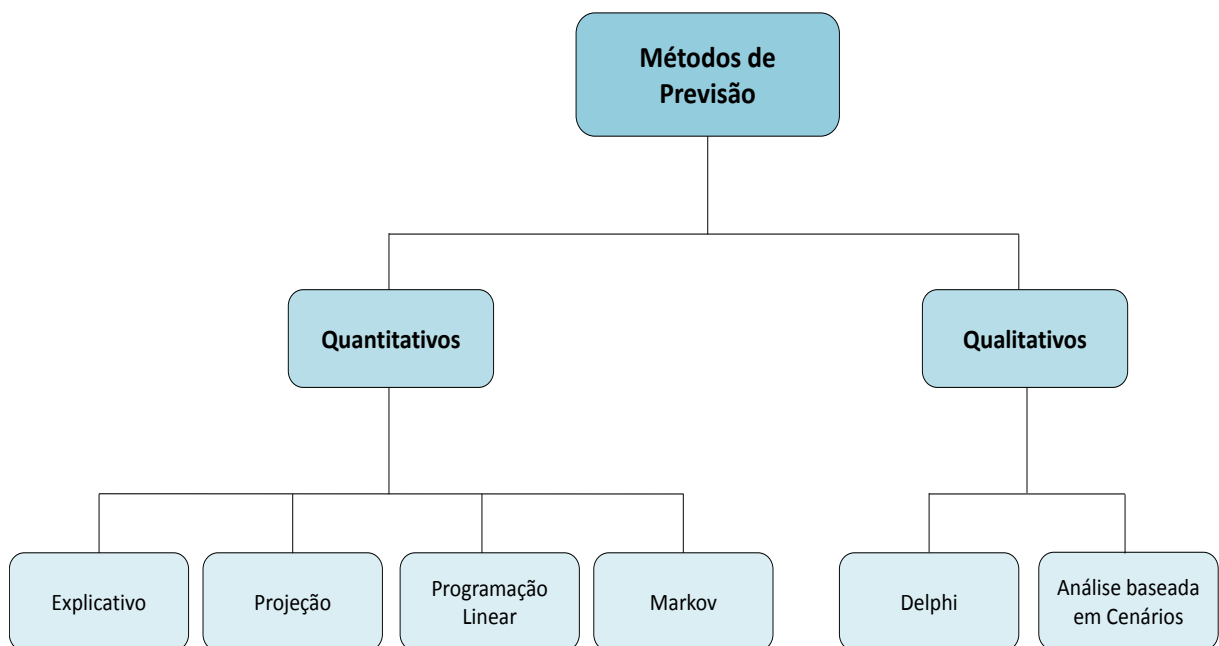 Métodos de
Previsão
Quantitativos
Qualitativos
Explicativo
Projeção
Programação
Linear
Markov
Delphi
Análise baseada
em Cenários